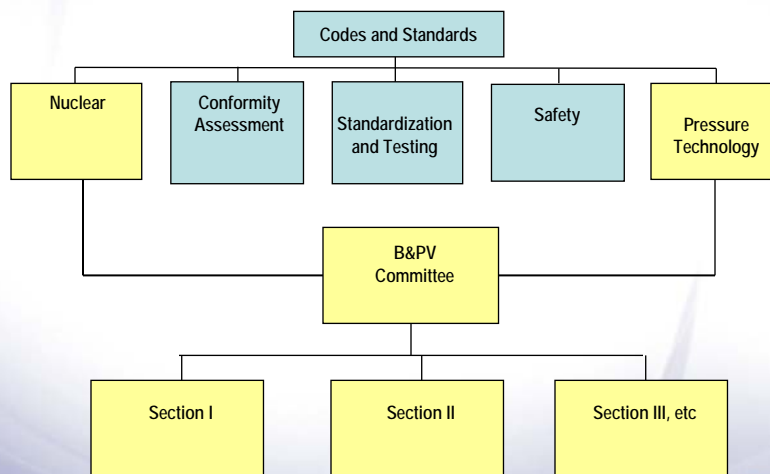 Codes and Standards
Nuclear
Conformity
Assessment
Standardization
and Testing
Safety
Pressure
Technology
B&PV
Committee
Section I
Section II
Section III, etc